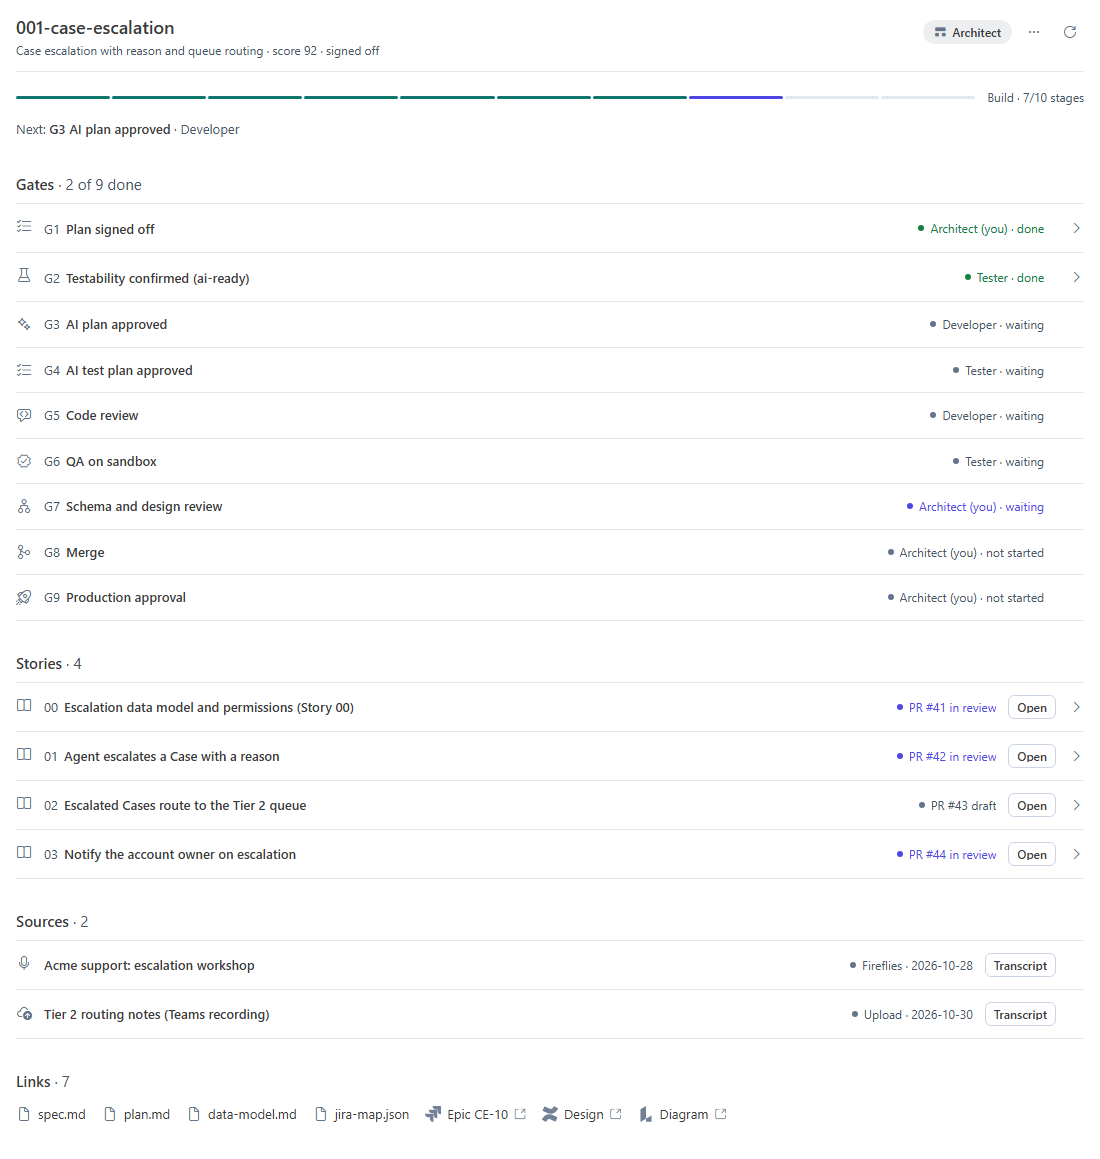 001-case-escalation
Architect
Case escalation with reason and queue routing · score 92 · signed off
Build · 7/10 stages
Next: G3 AI plan approved · Developer
Gates · 2 of 9 done
G1 Plan signed off Architect (you) · done
G2 Testability confirmed (ai-ready) Tester · done
G3 AI plan approved Developer · waiting
G4 AI test plan approved Tester · waiting
G5 Code review Developer · waiting
G6 QA on sandbox Tester · waiting
G7 Schema and design review Architect (you) · waiting
G8 Merge Architect (you) · not started
G9 Production approval Architect (you) · not started
Stories · 4
00 Escalation data model and permissions (Story 00) PR #41 in review Open
01 Agent escalates a Case with a reason PR #42 in review Open
02 Escalated Cases route to the Tier 2 queue PR #43 draft Open
03 Notify the account owner on escalation PR #44 in review Open
Sources · 2
Acme support: escalation workshop Fireflies · 2026-10-28 Transcript
Tier 2 routing notes (Teams recording) Upload · 2026-10-30 Transcript
Links · 7
spec.md plan.md data-model.md jira-map.json Epic CE-10 Design Diagram